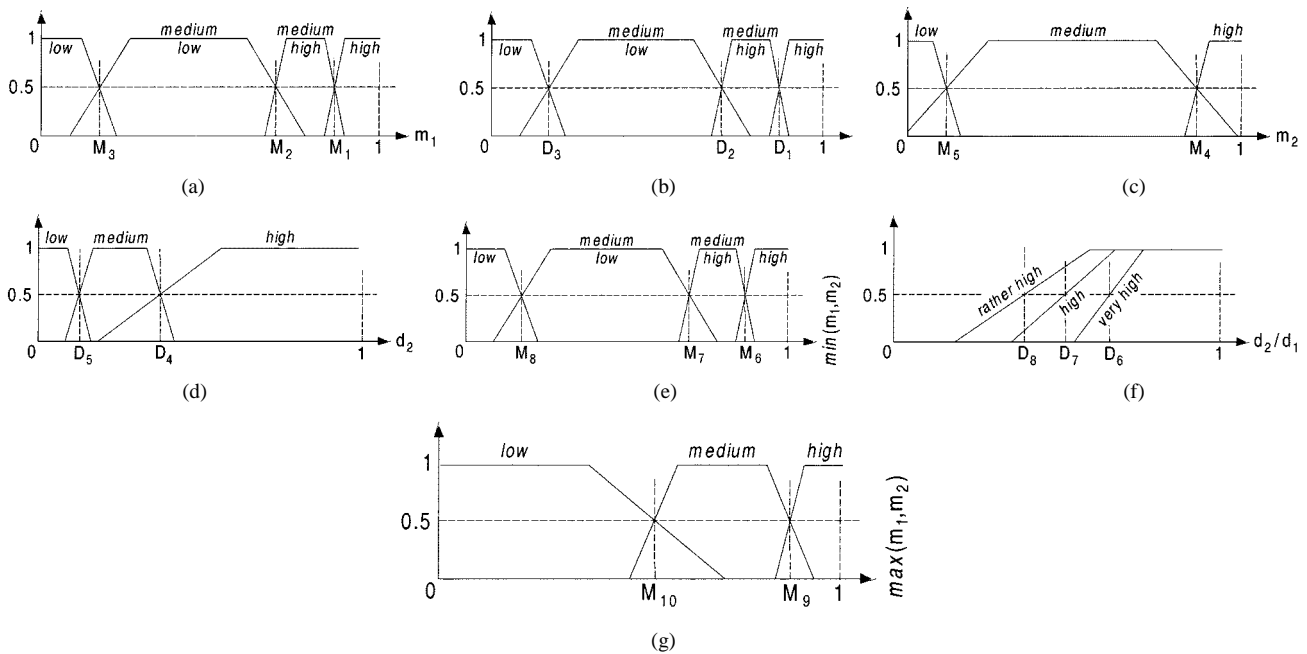 medium medium
1 low low high high
0.5
0 M3 M2 M1 1 m1
(a)
medium medium
1 low low high high
0.5
0 D3 D2 D1 1 d1
(b)
low medium high
1
0.5
0 M5 M4 1 m2
(c)
low medium high
1
0.5
0 D5 D4 1 d2
(d)
medium medium
1 low low high high
0.5
0 M8 M7 M6 1 min(m1,m2)
(e)
1 rather high high very high
0.5
0 D8 D7 D6 1 d2/d1
(f)
low medium high
1
0.5
0 M10 M9 1 max(m1,m2)
(g)